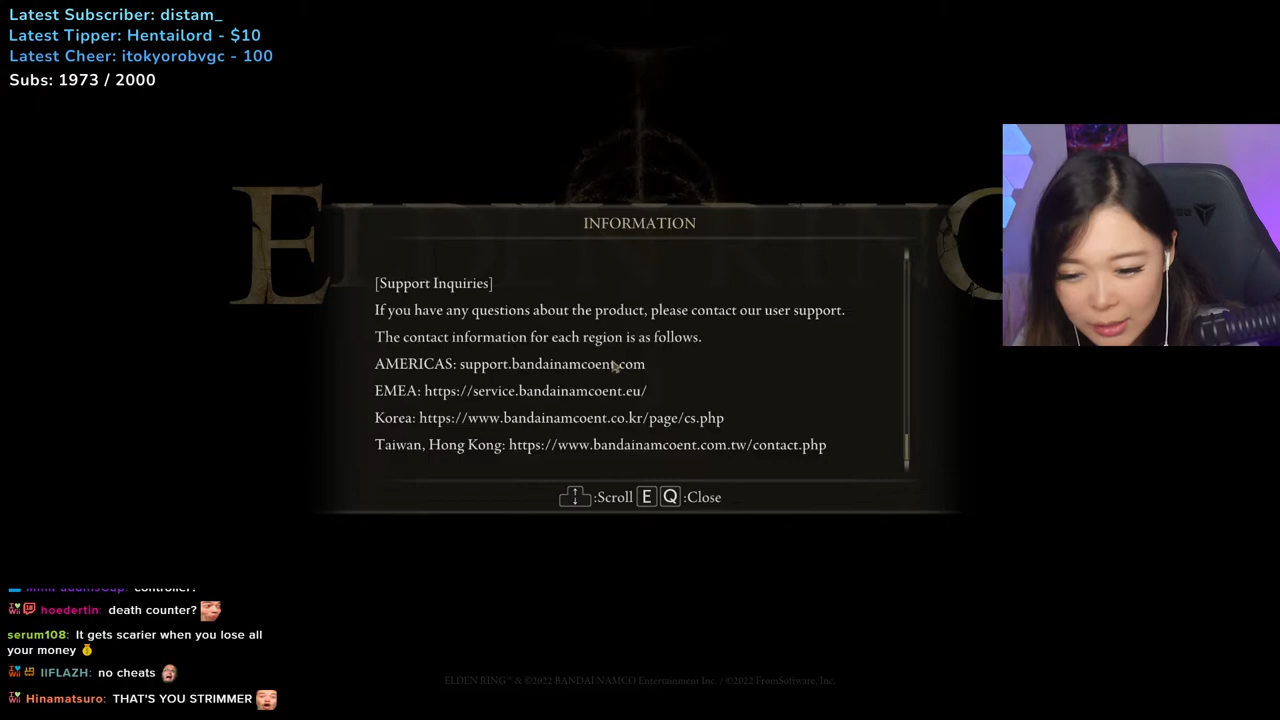 Latest Subscriber: distam_
Latest Tipper: Hentailord - $10
Latest Cheer: itokyorobvgc - 100
Subs: 1973 / 2000
ELDEN RING
INFORMATION
[Support Inquiries]
If you have any questions about the product, please contact our user support.
The contact information for each region is as follows.
AMERICAS: support.bandainamcoent.com
EMEA: https://service.bandainamcoent.eu/
Korea: https://www.bandainamcoent.co.kr/page/cs.php
Taiwan, Hong Kong: https://www.bandainamcoent.com.tw/contact.php
:Scroll E Q :Close
controller?
hoedertin: death counter?
serum108: It gets scarier when you lose all
your money
IIFLAZH: no cheats
Hinamatsuro: THAT'S YOU STRIMMER
ELDEN RING™ & ©2022 BANDAI NAMCO Entertainment Inc. / ©2022 FromSoftware, Inc.